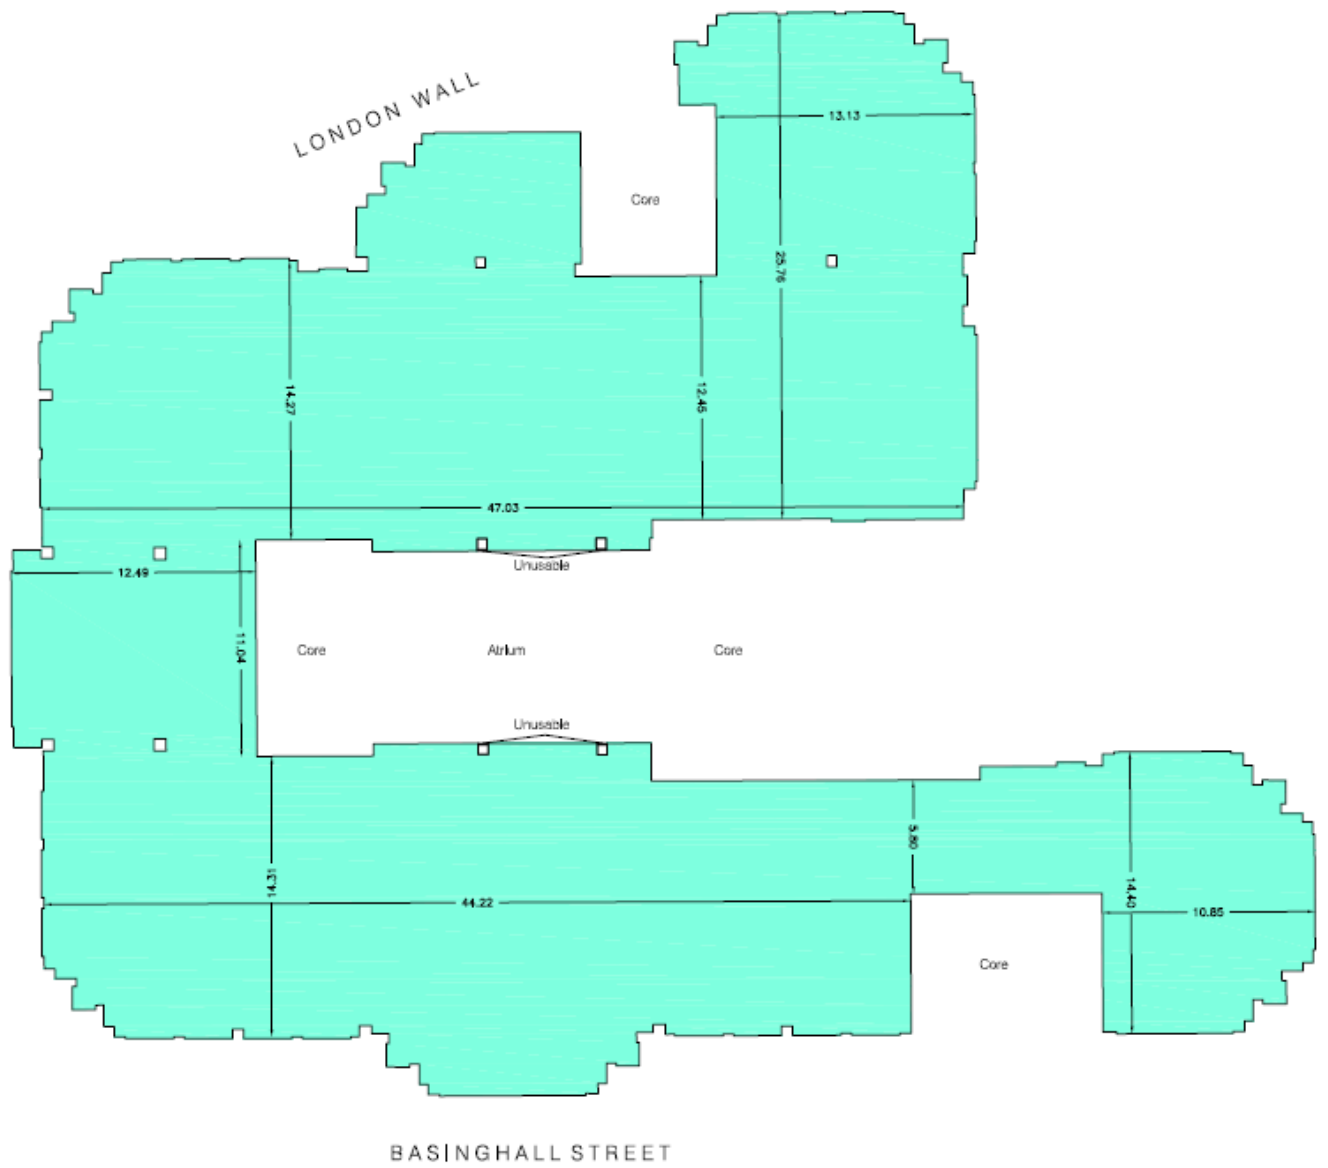 LONDON WALL
13.13
Core
25.76
14.27
12.45
47.03
Unusable
12.49
11.04
Core
Atrium
Core
Unusable
5.80
14.31
14.40
44.22
10.85
Core
BASINGHALL STREET